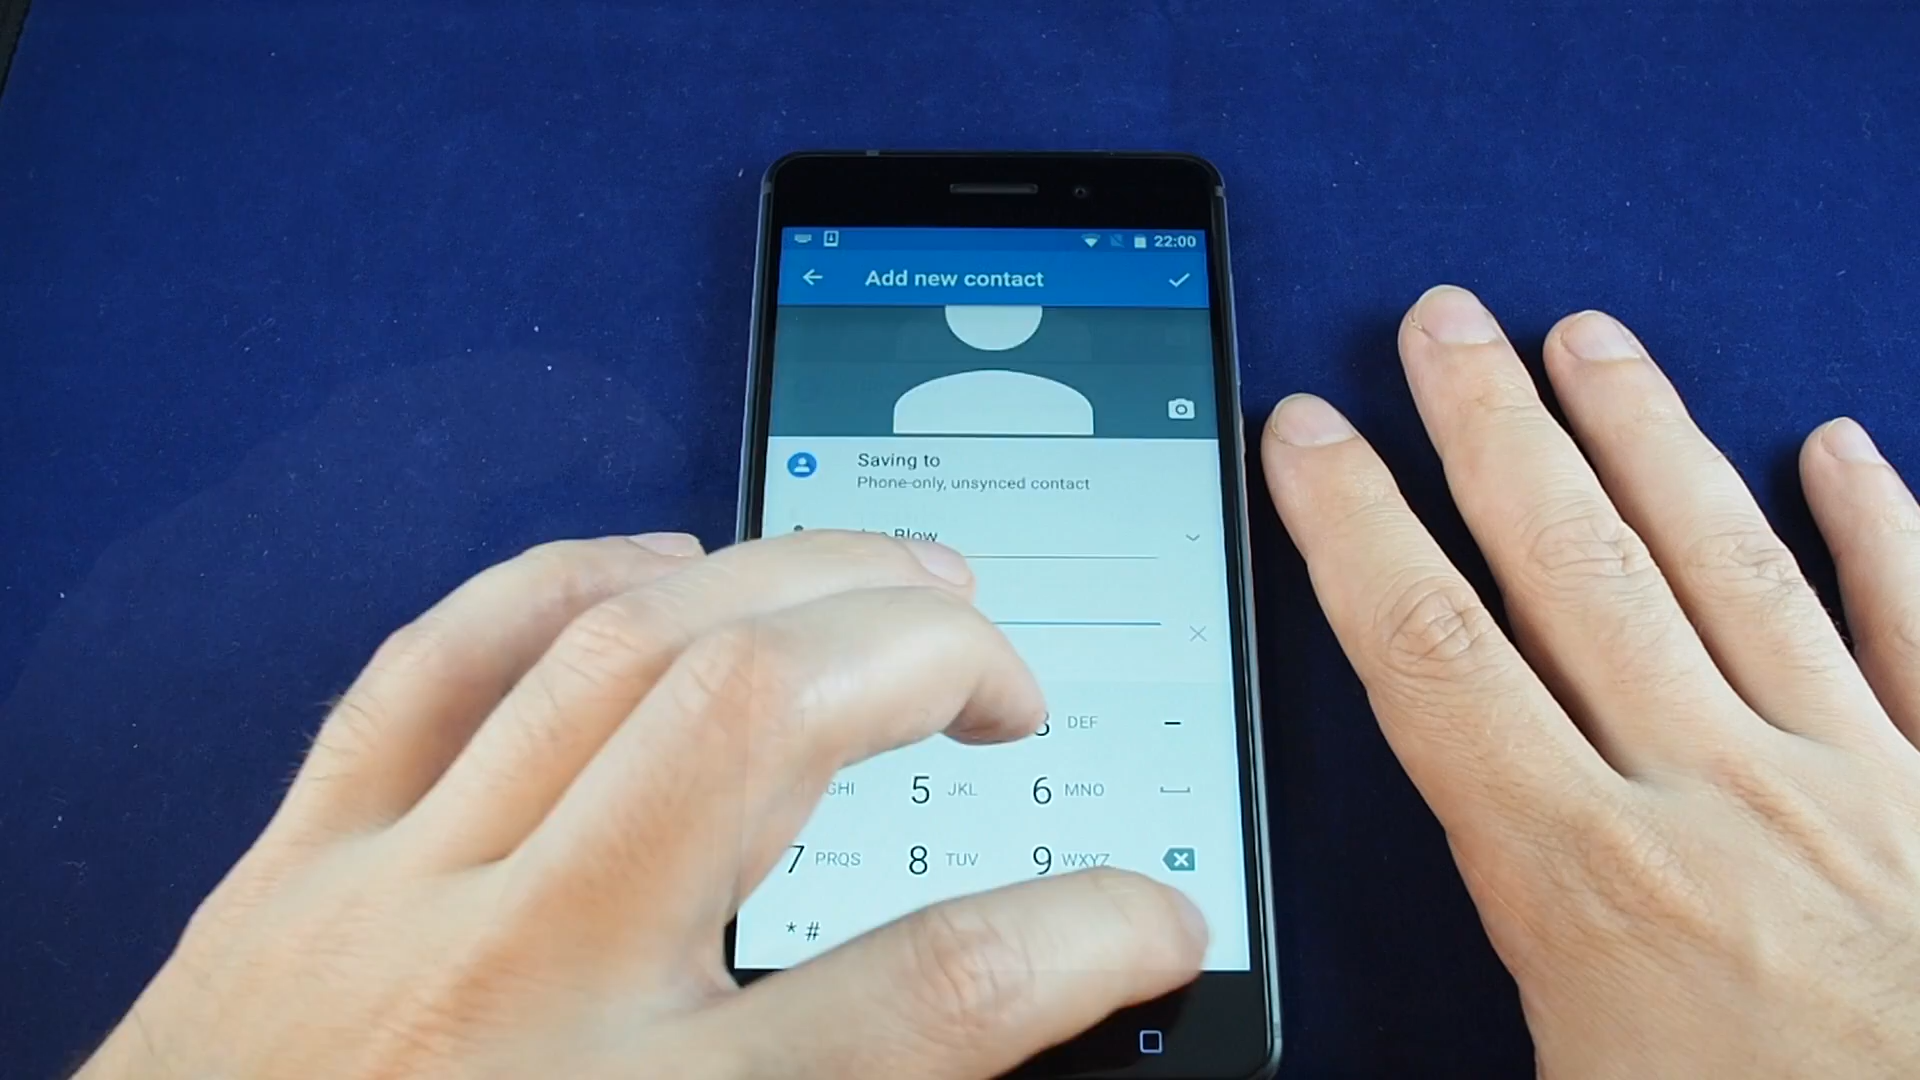 22:00
Add new contact
Saving to
Phone-only, unsynced contact
Blow
3 DEF -
GHI 5 JKL 6 MNO
7 PRQS 8 TUV 9 WXYZ
* #